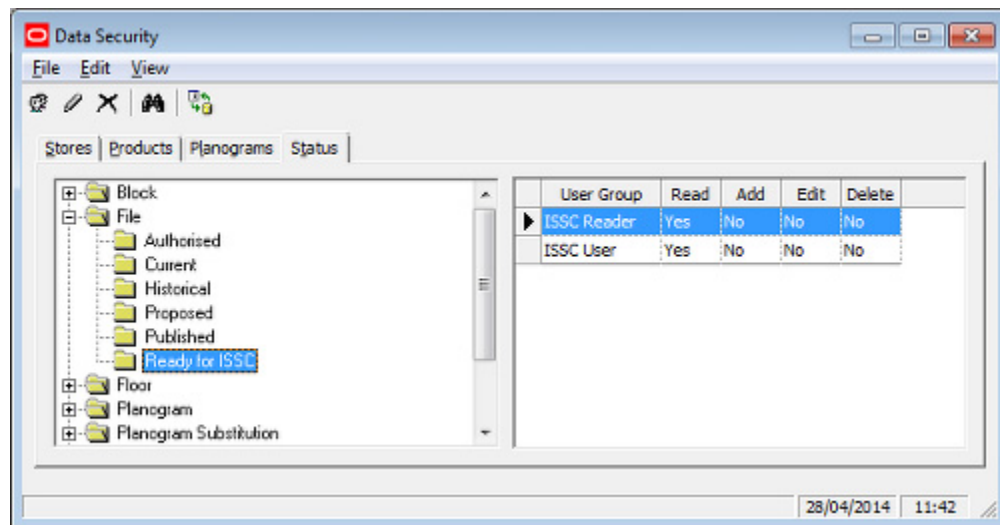 Data Security
File Edit View
Stores Products Planograms Status
Block
File
Authorised
Current
Historical
Proposed
Published
Ready for ISSC
Floor
Planogram
Planogram Substitution
User Group Read Add Edit Delete
ISSC Reader Yes No No No
ISSC User Yes No No No
28/04/2014 11:42